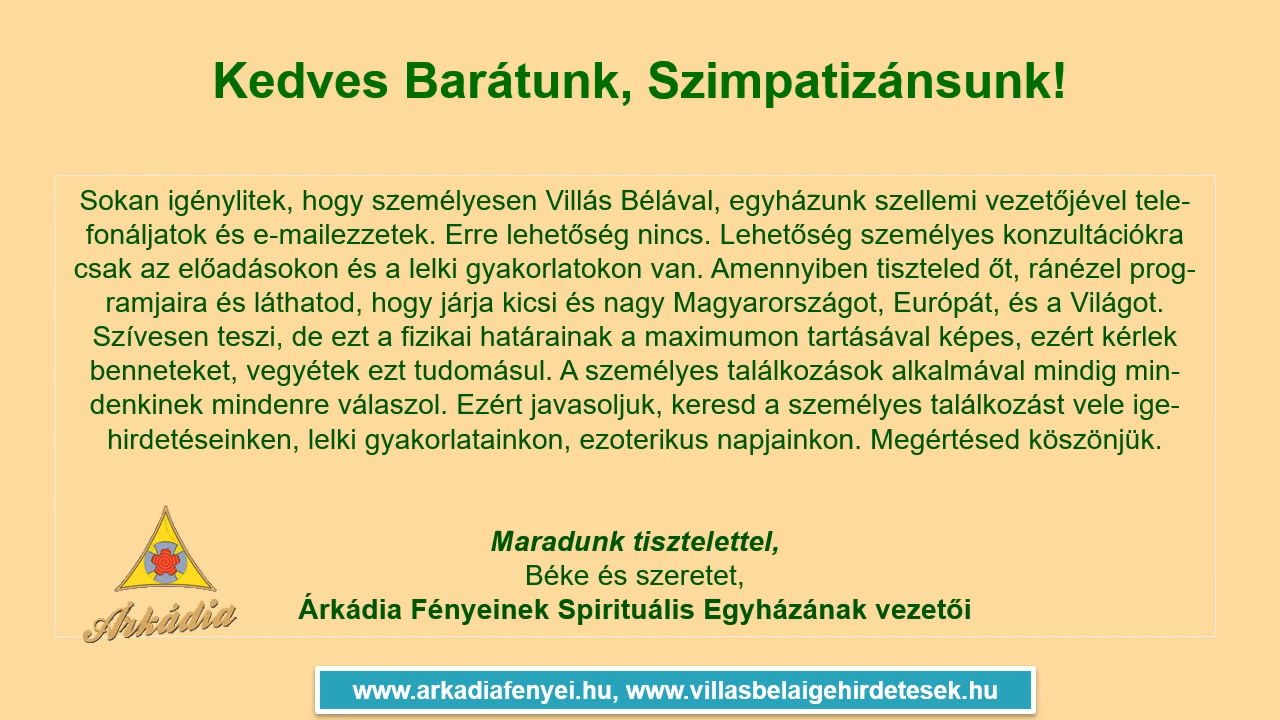 Kedves Barátunk, Szimpatizánsunk!
Sokan igénylitek, hogy személyesen Villás Bélával, egyházunk szellemi vezetőjével tele-
fonáljatok és e-mailezzetek. Erre lehetőség nincs. Lehetőség személyes konzultációkra
csak az előadásokon és a lelki gyakorlatokon van. Amennyiben tiszteled őt, ránézel prog-
ramjaira és láthatod, hogy járja kicsi és nagy Magyarországot, Európát, és a Világot.
Szívesen teszi, de ezt a fizikai határainak a maximumon tartásával képes, ezért kérlek
benneteket, vegyétek ezt tudomásul. A személyes találkozások alkalmával mindig min-
denkinek mindenre válaszol. Ezért javasoljuk, keresd a személyes találkozást vele ige-
hirdetéseinken, lelki gyakorlatainkon, ezoterikus napjainkon. Megértésed köszönjük.
Maradunk tisztelettel,
Béke és szeretet,
Árkádia Fényeinek Spirituális Egyházának vezetői
Árkádia
www.arkadiafenyei.hu, www.villasbelaigehirdetesek.hu